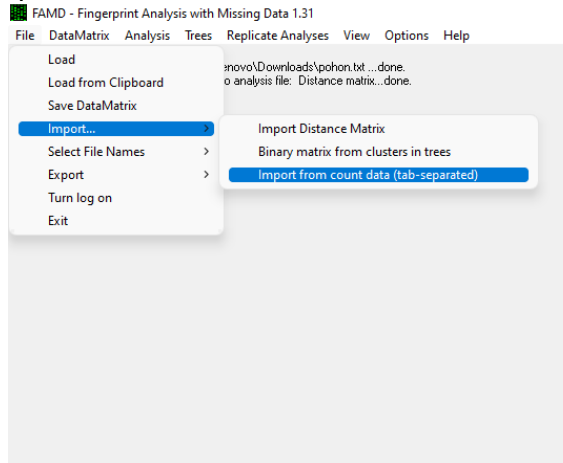 FAMD - Fingerprint Analysis with Missing Data 1.31
File DataMatrix Analysis Trees Replicate Analyses View Options Help
Load
enovo\Downloads\pohon.txt ...done.
Load from Clipboard
o analysis file: Distance matrix...done.
Save DataMatrix
Import...
Import Distance Matrix
Select File Names
Binary matrix from clusters in trees
Export
Import from count data (tab-separated)
Turn log on
Exit